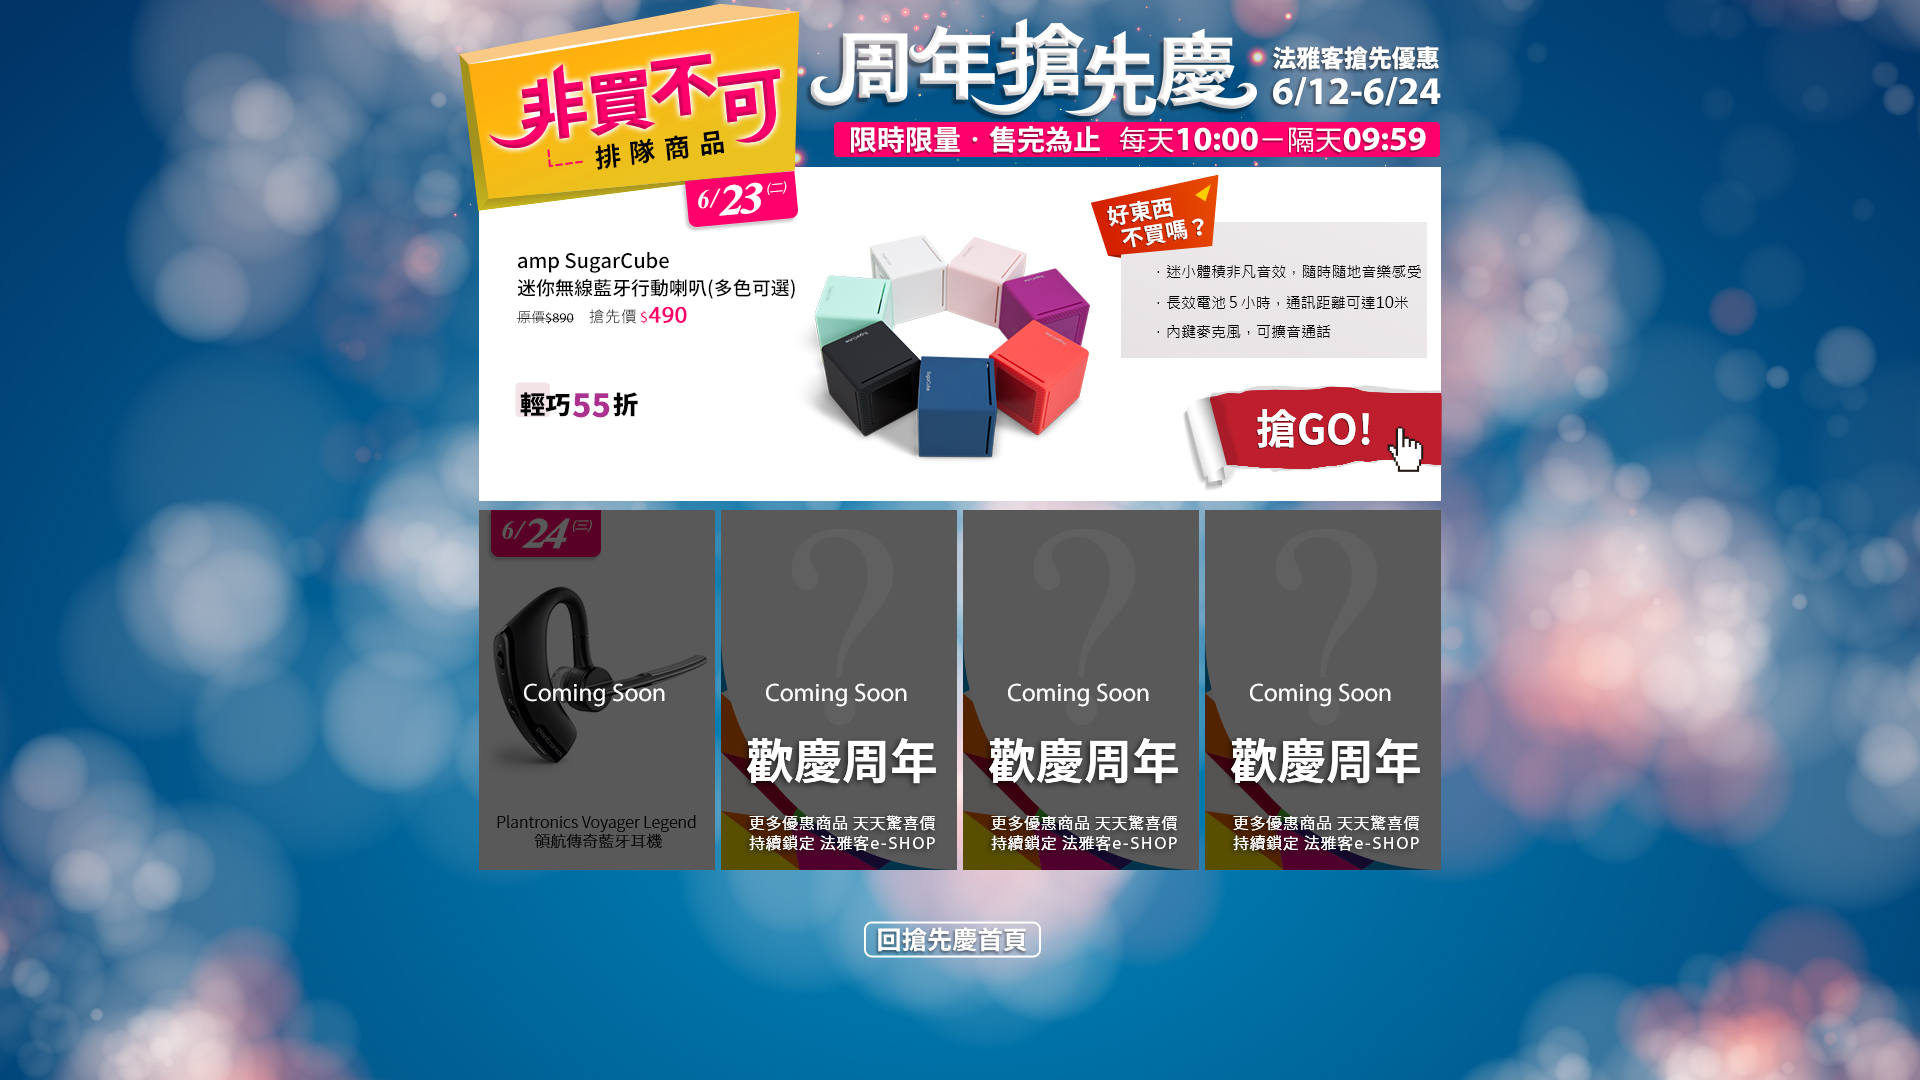 非買不可
排隊商品
6/23(二)
周年搶先慶
法雅客搶先優惠
6/12-6/24
限時限量・售完為止 每天10:00－隔天09:59
amp SugarCube
迷你無線藍牙行動喇叭(多色可選)
原價$890 搶先價 $490
輕巧55折
好東西
不買嗎？
・迷小體積非凡音效，隨時隨地音樂感受
・長效電池５小時，通訊距離可達10米
・內鍵麥克風，可擴音通話
搶GO!
6/24(三)
Coming Soon
Plantronics Voyager Legend
領航傳奇藍牙耳機
?
Coming Soon
歡慶周年
更多優惠商品 天天驚喜價
持續鎖定 法雅客e-SHOP
?
Coming Soon
歡慶周年
更多優惠商品 天天驚喜價
持續鎖定 法雅客e-SHOP
?
Coming Soon
歡慶周年
更多優惠商品 天天驚喜價
持續鎖定 法雅客e-SHOP
回搶先慶首頁